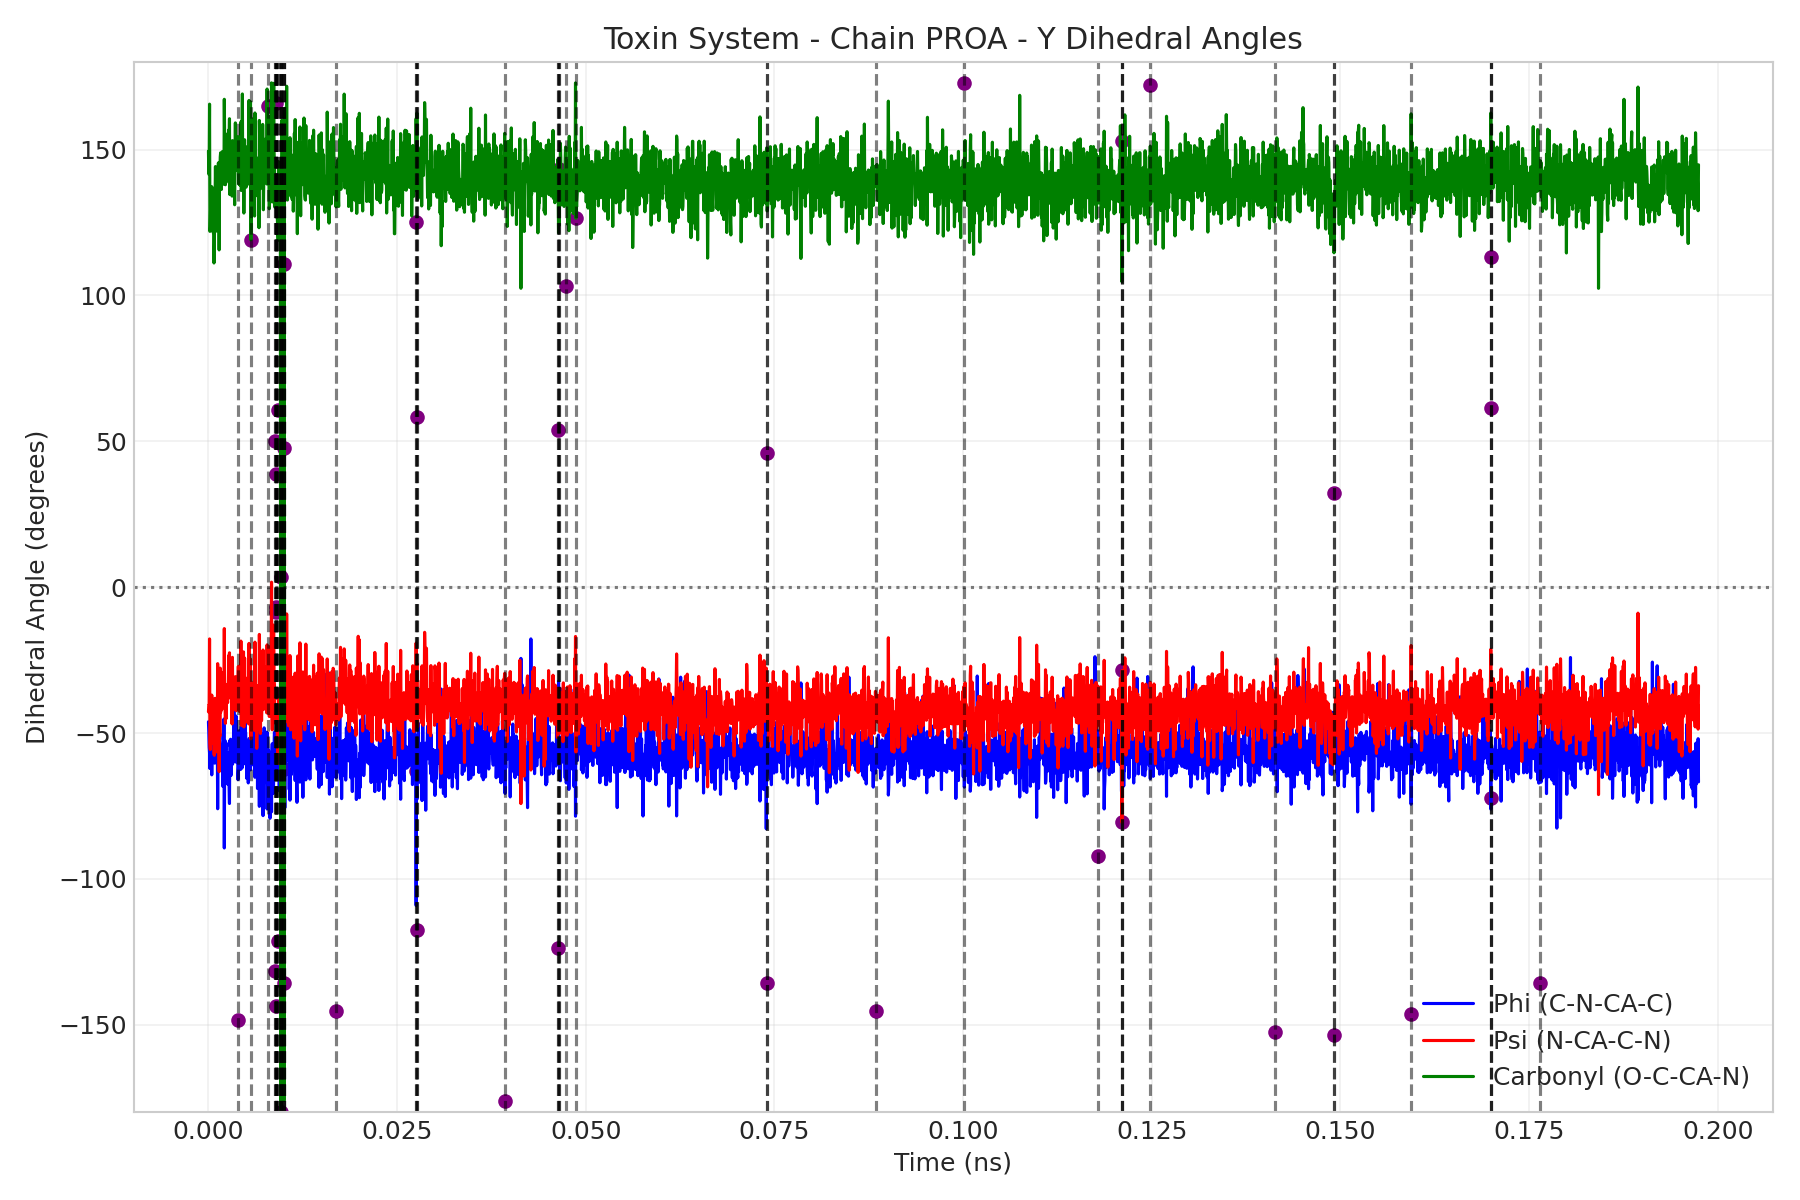 Toxin System - Chain PROA - Y Dihedral Angles
Dihedral Angle (degrees)
150
100
50
0
−50
−100
−150
Phi (C-N-CA-C)
Psi (N-CA-C-N)
Carbonyl (O-C-CA-N)
0.000 0.025 0.050 0.075 0.100 0.125 0.150 0.175 0.200
Time (ns)